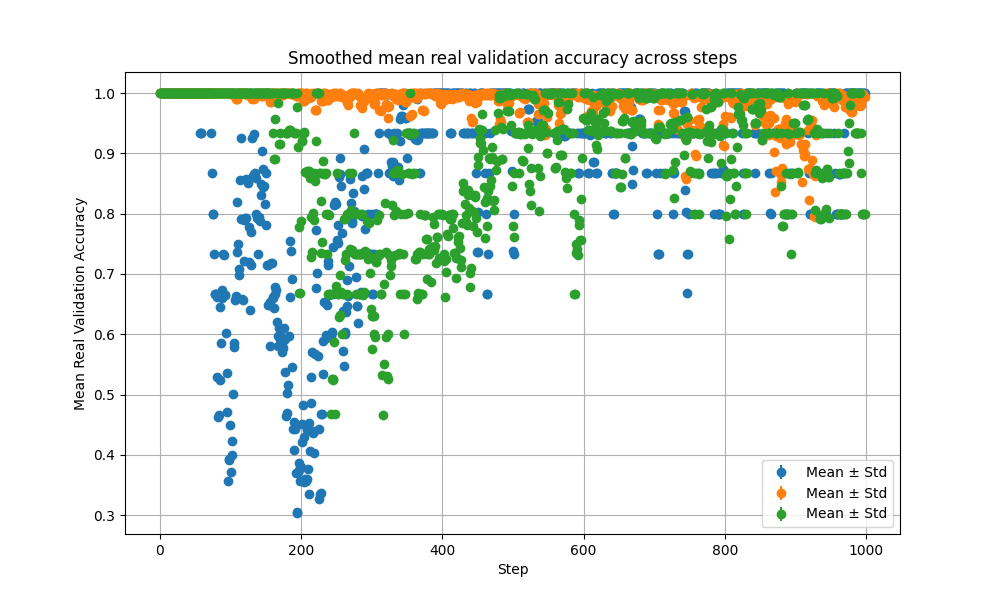 Smoothed mean real validation accuracy across steps
Mean Real Validation Accuracy
1.0
0.9
0.8
0.7
0.6
0.5
0.4
0.3
0
200
400
600
800
1000
Step
Mean ± Std
Mean ± Std
Mean ± Std